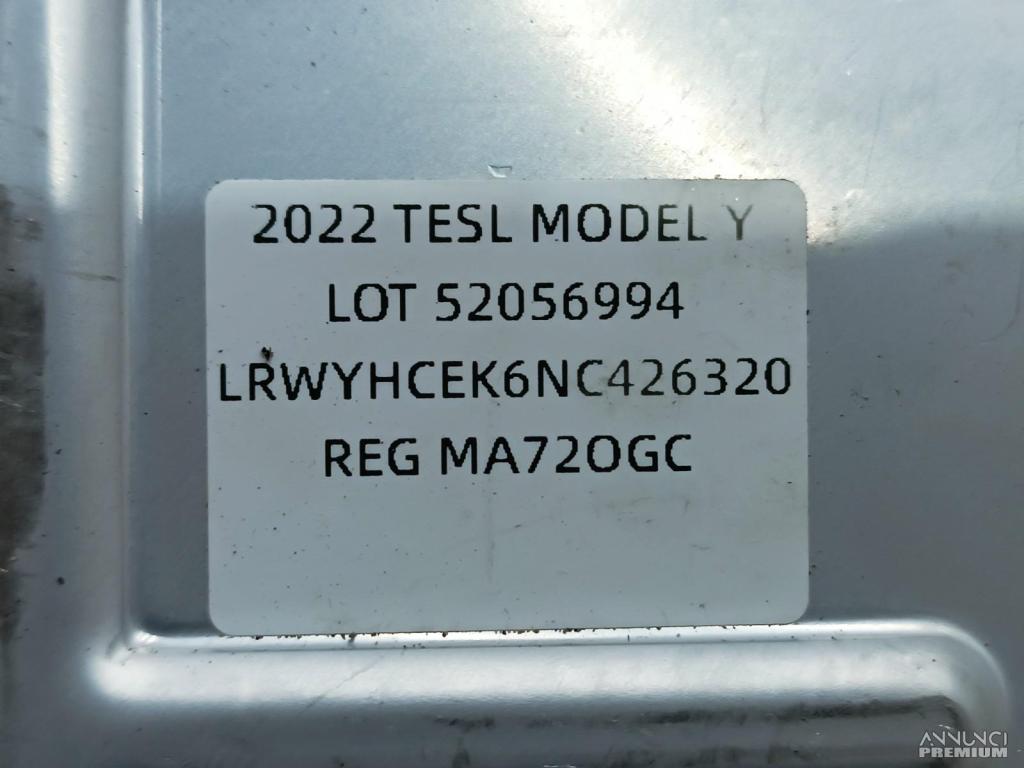 2022 TESL MODEL Y
LOT 52056994
LRWYHCEK6NC426320
REG MA72OGC
ANNUNCI
PREMIUM